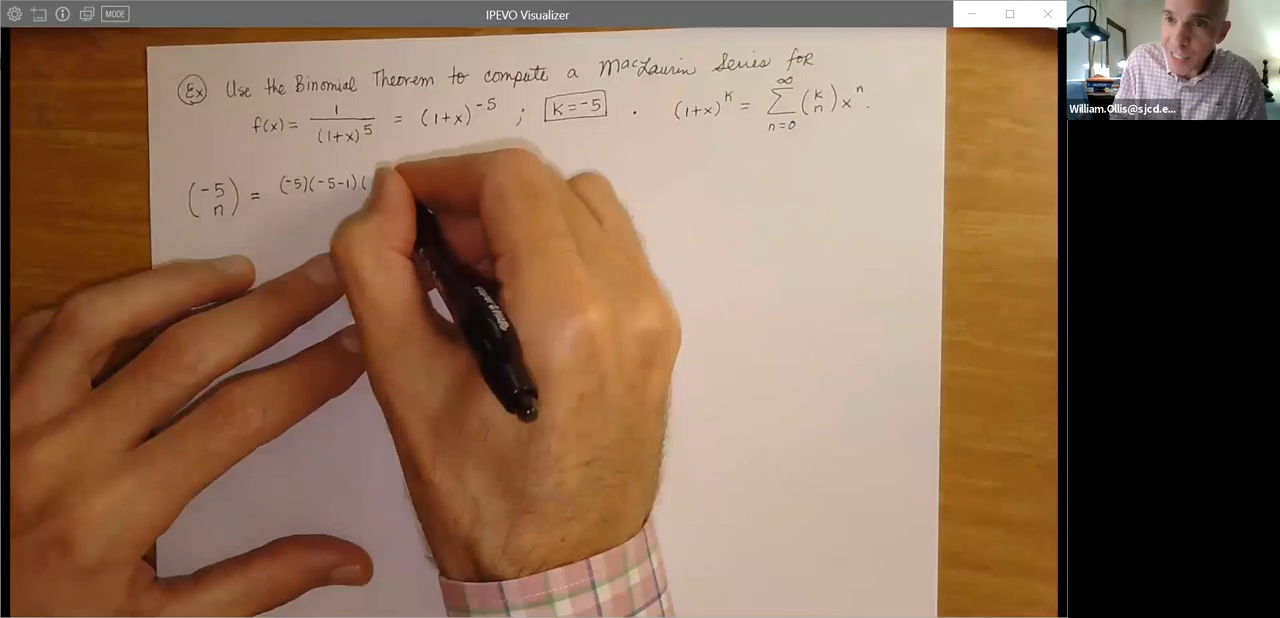 MODE
IPEVO Visualizer
Ex Use the Binomial Theorem to compute a MacLaurin Series for
f(x) = 1/(1+x)^5 = (1+x)^-5 ; k = -5 . (1+x)^k = ∑_{n=0}^{∞} (k n) x^n.
(-5 n) = (-5)(-5-1)(
William.Ollis@sjcd.e...